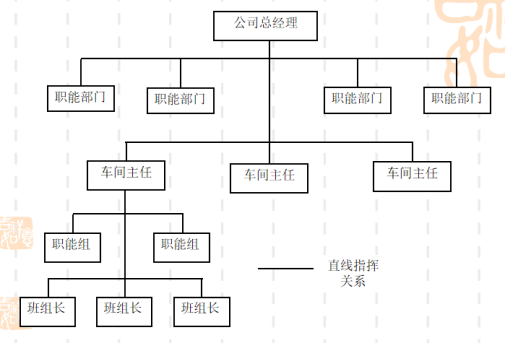 公司总经理
职能部门
职能部门
职能部门
职能部门
车间主任
车间主任
车间主任
职能组
职能组
直线指挥
关系
班组长
班组长
班组长